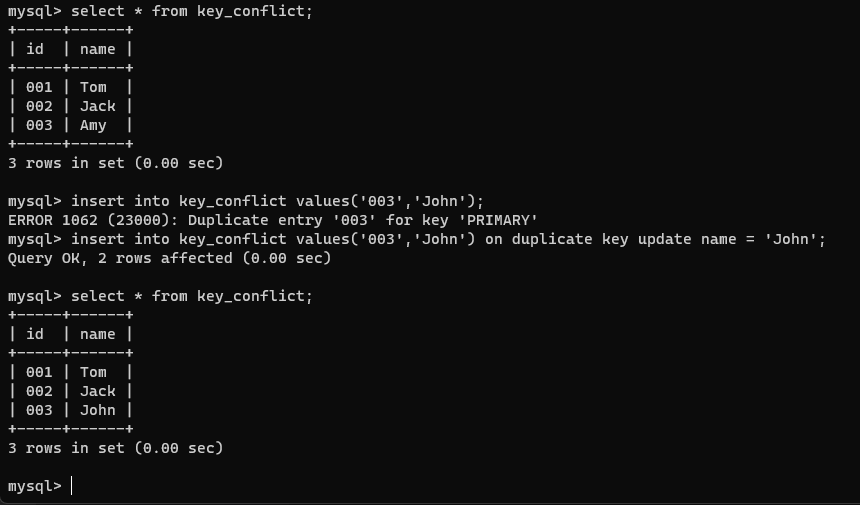 mysql> select * from key_conflict;
+-----+------+
| id  | name |
+-----+------+
| 001 | Tom  |
| 002 | Jack |
| 003 | Amy  |
+-----+------+
3 rows in set (0.00 sec)

mysql> insert into key_conflict values('003','John');
ERROR 1062 (23000): Duplicate entry '003' for key 'PRIMARY'
mysql> insert into key_conflict values('003','John') on duplicate key update name = 'John';
Query OK, 2 rows affected (0.00 sec)

mysql> select * from key_conflict;
+-----+------+
| id  | name |
+-----+------+
| 001 | Tom  |
| 002 | Jack |
| 003 | John |
+-----+------+
3 rows in set (0.00 sec)

mysql>